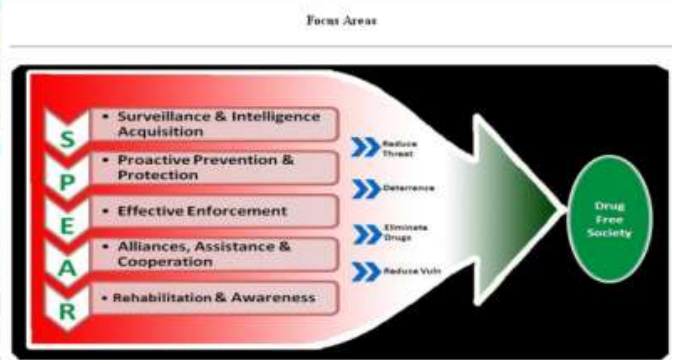 Focus Areas
S
• Surveillance & Intelligence
Acquisition
P
• Proactive Prevention &
Protection
E
• Effective Enforcement
A
• Alliances, Assistance &
Cooperation
R
• Rehabilitation & Awareness
Reduce
Threat
Deterrence
Eliminate
Drugs
Reduce Vuln
Drug
Free
Society